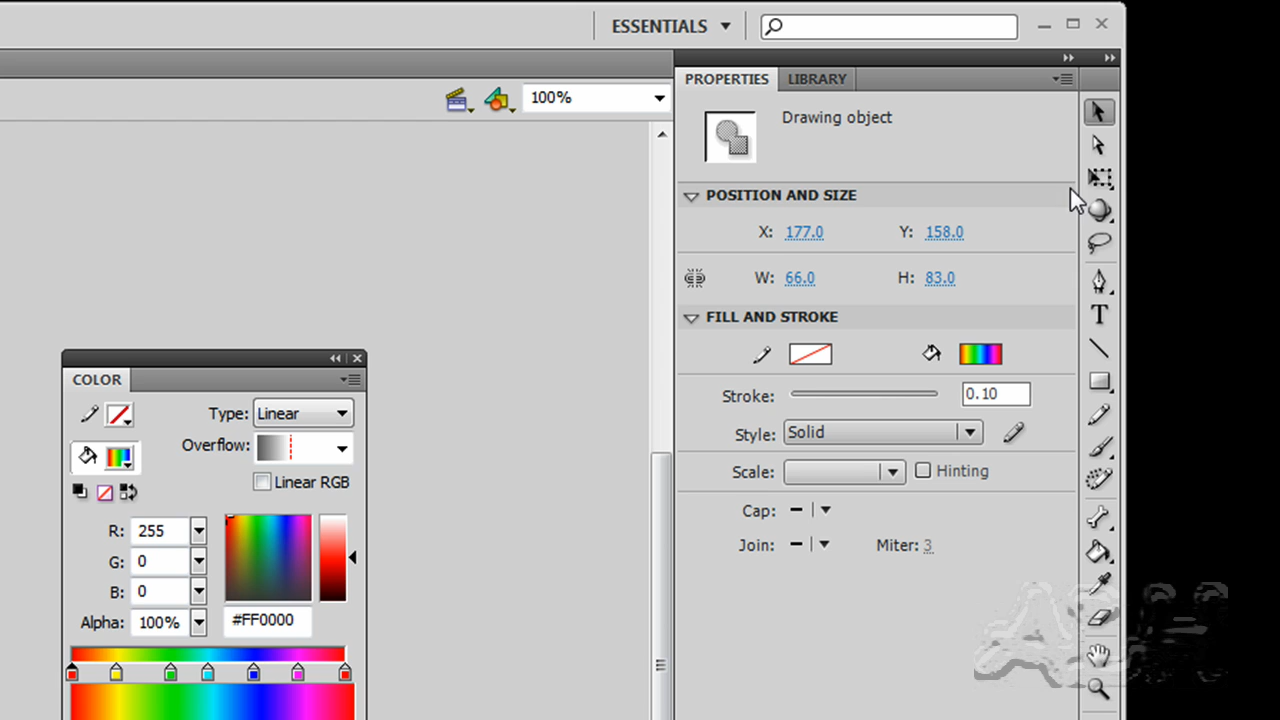 ESSENTIALS
100%
PROPERTIES LIBRARY
Drawing object
POSITION AND SIZE
X: 177.0 Y: 158.0
W: 66.0 H: 83.0
FILL AND STROKE
Stroke: 0.10
Style: Solid
Scale: Hinting
Cap:
Join: Miter: 3
T
COLOR
Type: Linear
Overflow:
Linear RGB
R: 255
G: 0
B: 0
Alpha: 100% #FF0000